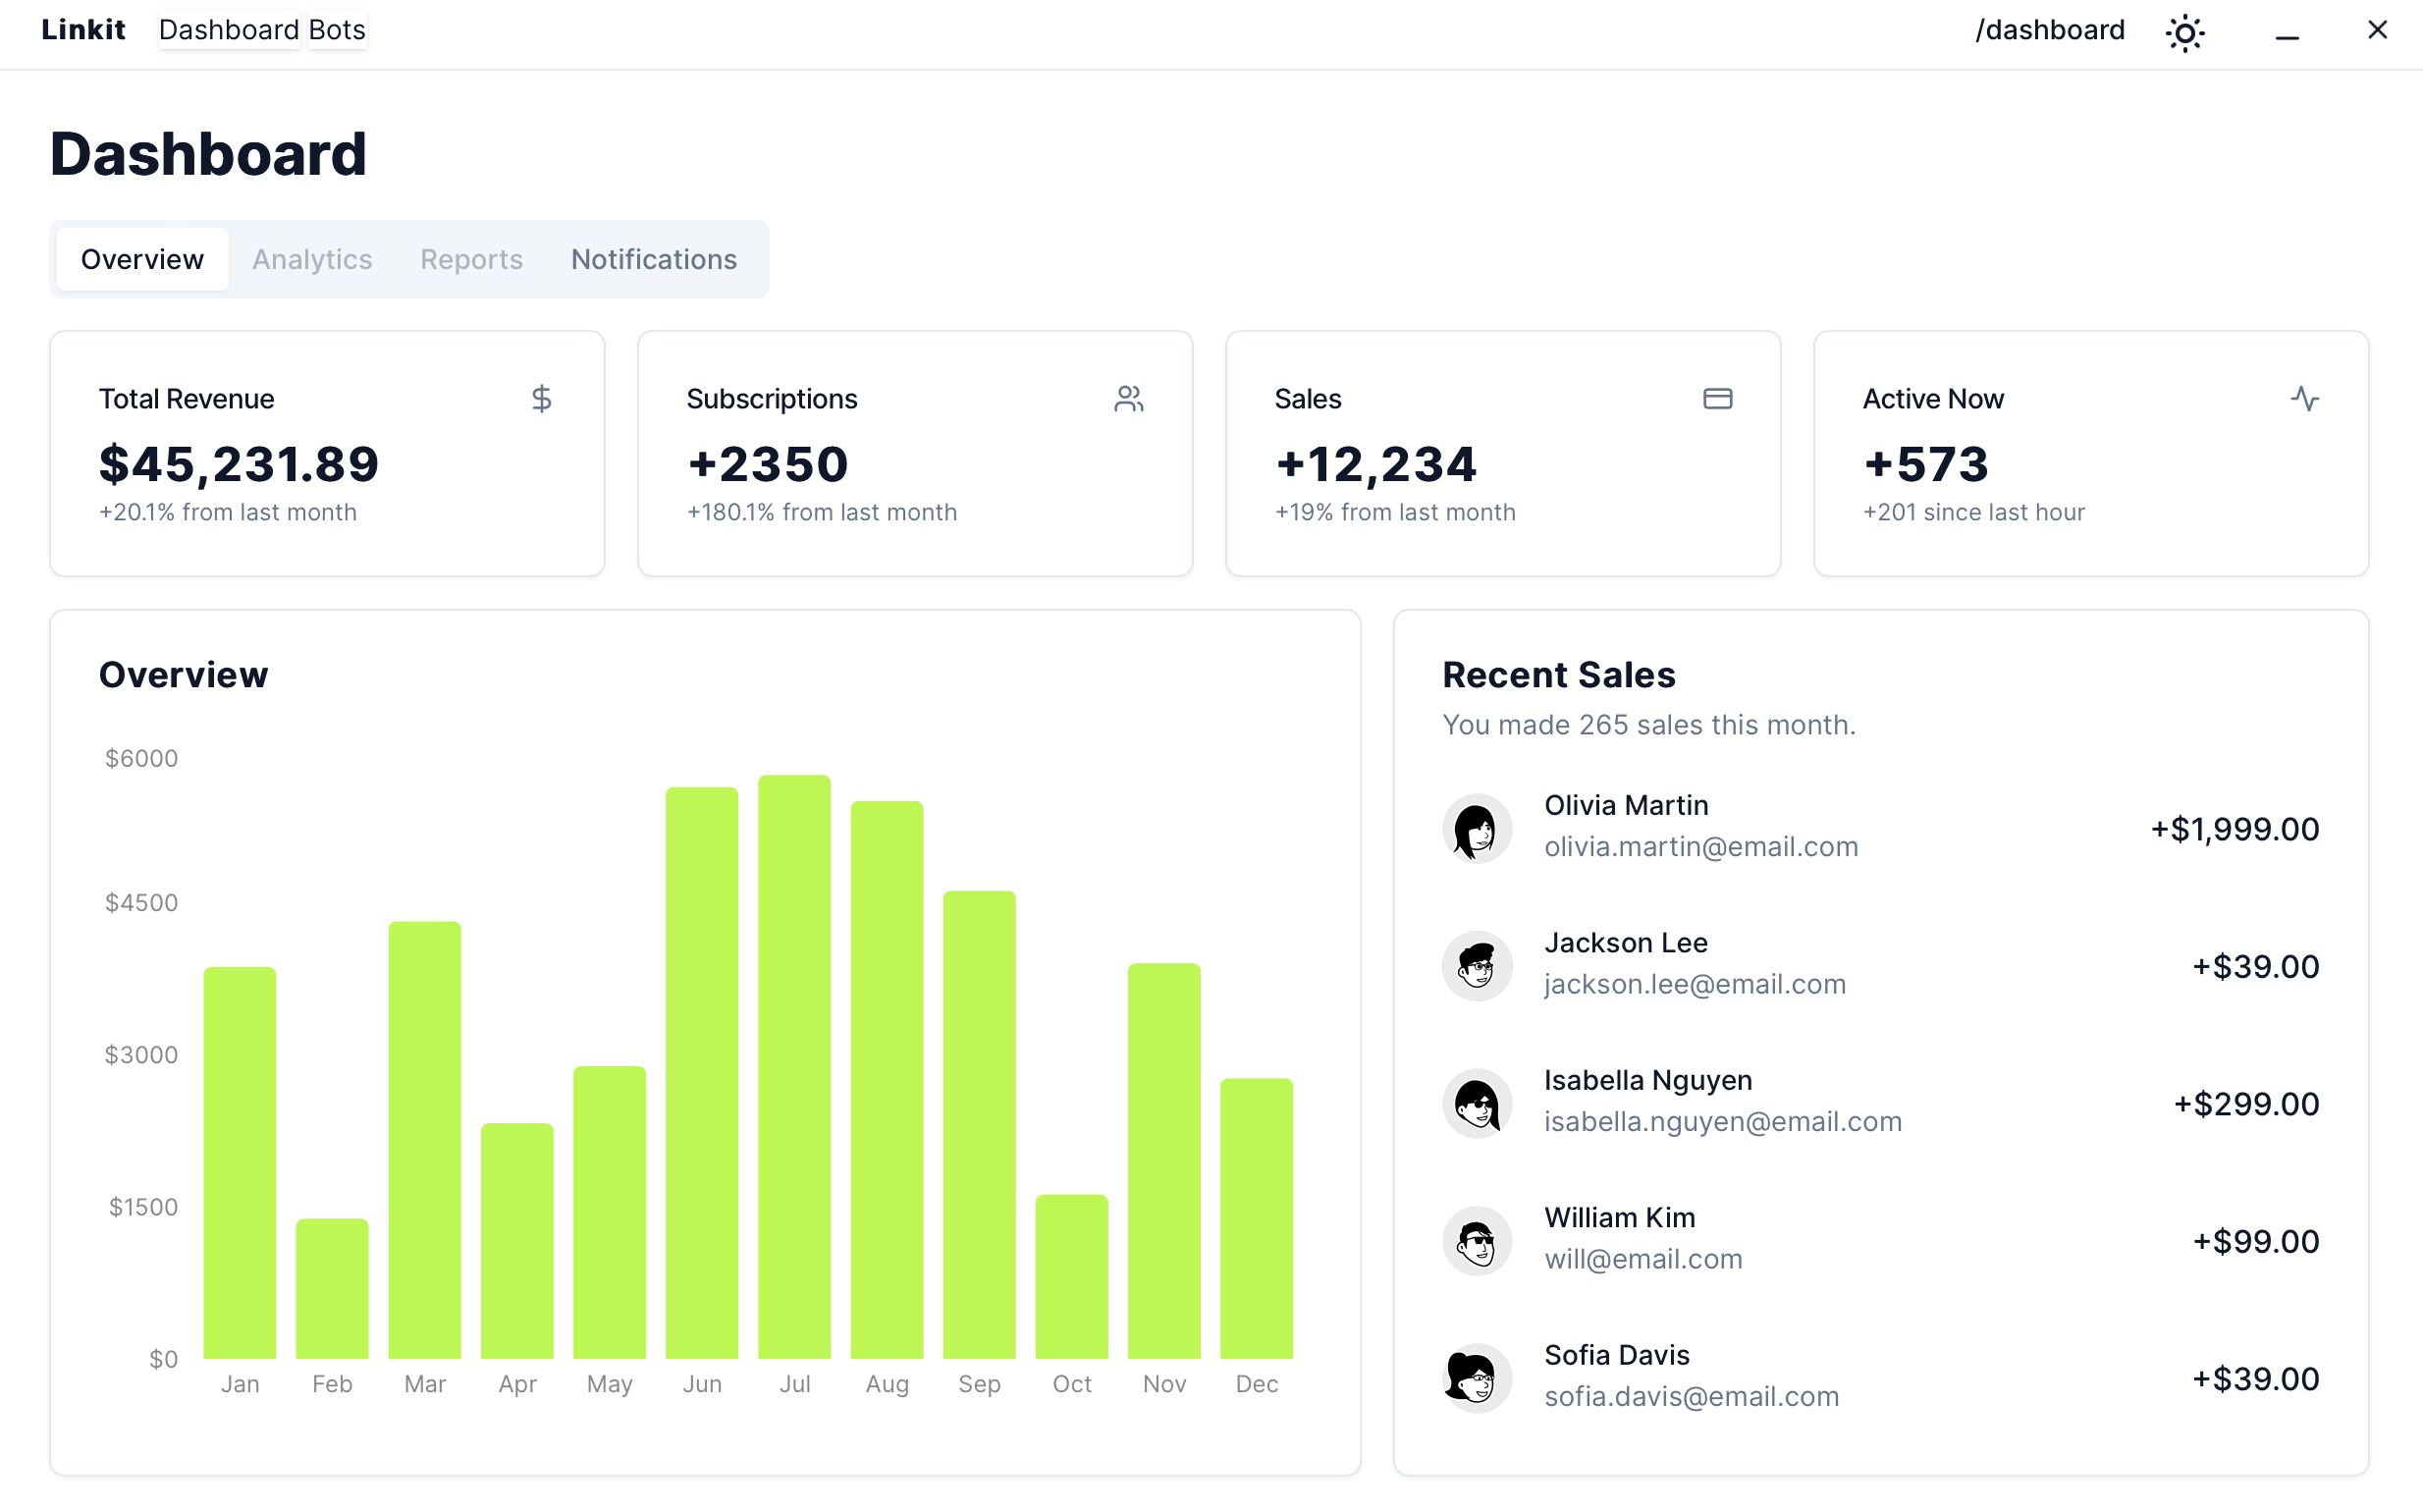 Linkit Dashboard Bots /dashboard
Dashboard
Overview Analytics Reports Notifications
Total Revenue
$45,231.89
+20.1% from last month
Subscriptions
+2350
+180.1% from last month
Sales
+12,234
+19% from last month
Active Now
+573
+201 since last hour
Overview
$6000
$4500
$3000
$1500
$0
Jan Feb Mar Apr May Jun Jul Aug Sep Oct Nov Dec
Recent Sales
You made 265 sales this month.
Olivia Martin
olivia.martin@email.com
+$1,999.00
Jackson Lee
jackson.lee@email.com
+$39.00
Isabella Nguyen
isabella.nguyen@email.com
+$299.00
William Kim
will@email.com
+$99.00
Sofia Davis
sofia.davis@email.com
+$39.00